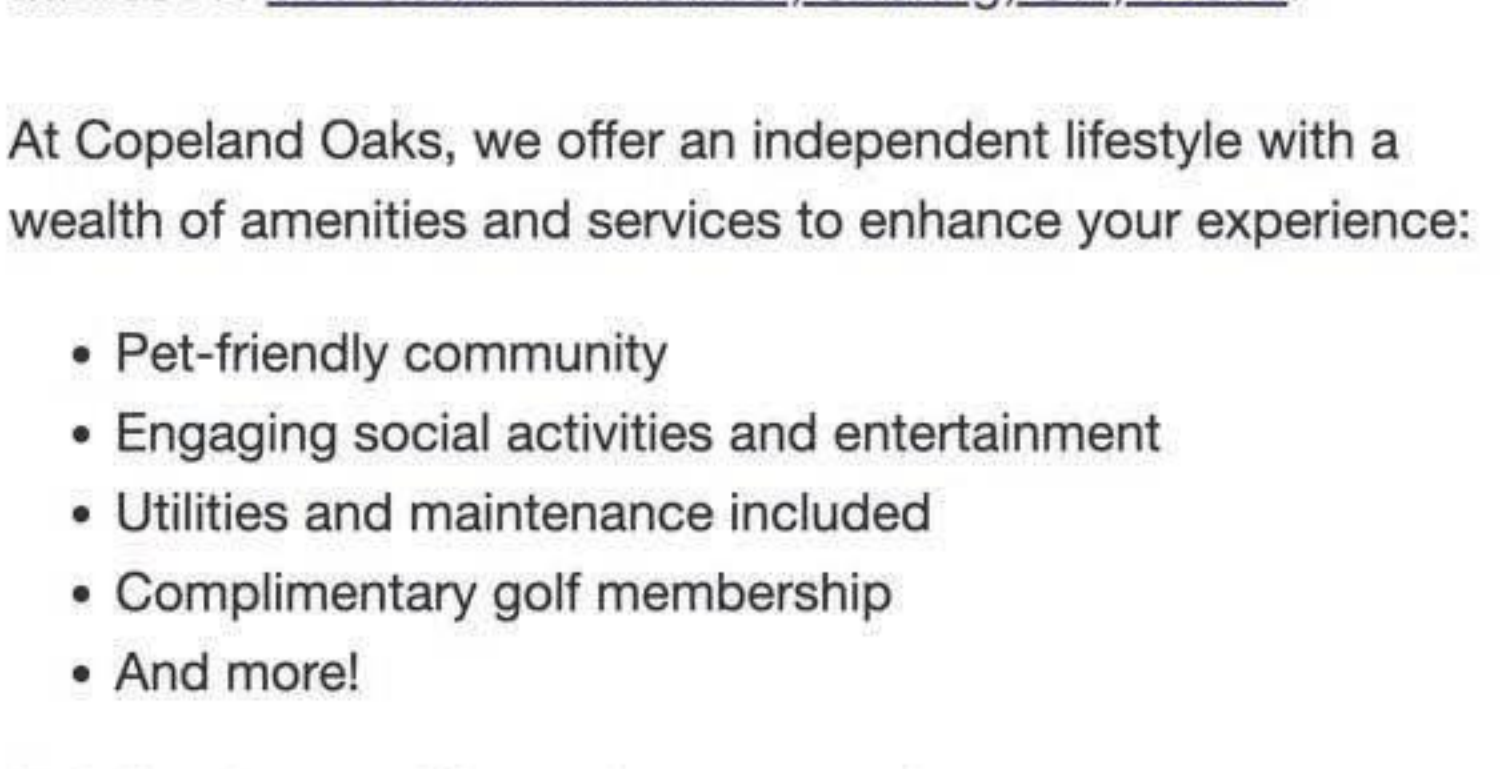 At Copeland Oaks, we offer an independent lifestyle with a
wealth of amenities and services to enhance your experience:
• Pet-friendly community
• Engaging social activities and entertainment
• Utilities and maintenance included
• Complimentary golf membership
• And more!